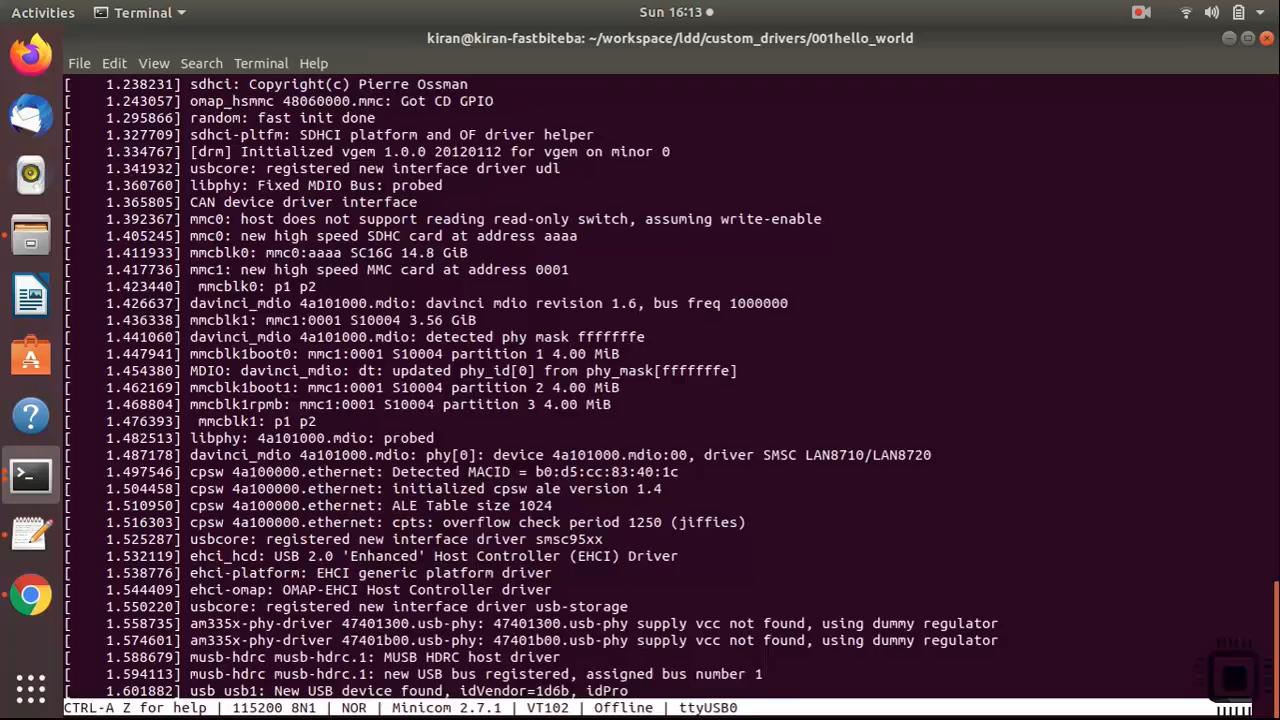 Activities
Terminal
Sun 16:13
kiran@kiran-fastbiteba: ~/workspace/ldd/custom_drivers/001hello_world
File Edit View Search Terminal Help
[    1.238231] sdhci: Copyright(c) Pierre Ossman
[    1.243057] omap_hsmmc 48060000.mmc: Got CD GPIO
[    1.295866] random: fast init done
[    1.327709] sdhci-pltfm: SDHCI platform and OF driver helper
[    1.334767] [drm] Initialized vgem 1.0.0 20120112 for vgem on minor 0
[    1.341932] usbcore: registered new interface driver udl
[    1.360760] libphy: Fixed MDIO Bus: probed
[    1.365805] CAN device driver interface
[    1.392367] mmc0: host does not support reading read-only switch, assuming write-enable
[    1.405245] mmc0: new high speed SDHC card at address aaaa
[    1.411933] mmcblk0: mmc0:aaaa SC16G 14.8 GiB
[    1.417736] mmc1: new high speed MMC card at address 0001
[    1.423440]  mmcblk0: p1 p2
[    1.426637] davinci_mdio 4a101000.mdio: davinci mdio revision 1.6, bus freq 1000000
[    1.436338] mmcblk1: mmc1:0001 S10004 3.56 GiB
[    1.441060] davinci_mdio 4a101000.mdio: detected phy mask fffffffe
[    1.447941] mmcblk1boot0: mmc1:0001 S10004 partition 1 4.00 MiB
[    1.454380] MDIO: davinci_mdio: dt: updated phy_id[0] from phy_mask[fffffffe]
[    1.462169] mmcblk1boot1: mmc1:0001 S10004 partition 2 4.00 MiB
[    1.468804] mmcblk1rpmb: mmc1:0001 S10004 partition 3 4.00 MiB
[    1.476393]  mmcblk1: p1 p2
[    1.482513] libphy: 4a101000.mdio: probed
[    1.487178] davinci_mdio 4a101000.mdio: phy[0]: device 4a101000.mdio:00, driver SMSC LAN8710/LAN8720
[    1.497546] cpsw 4a100000.ethernet: Detected MACID = b0:d5:cc:83:40:1c
[    1.504458] cpsw 4a100000.ethernet: initialized cpsw ale version 1.4
[    1.510950] cpsw 4a100000.ethernet: ALE Table size 1024
[    1.516303] cpsw 4a100000.ethernet: cpts: overflow check period 1250 (jiffies)
[    1.525287] usbcore: registered new interface driver smsc95xx
[    1.532119] ehci_hcd: USB 2.0 'Enhanced' Host Controller (EHCI) Driver
[    1.538776] ehci-platform: EHCI generic platform driver
[    1.544409] ehci-omap: OMAP-EHCI Host Controller driver
[    1.550220] usbcore: registered new interface driver usb-storage
[    1.558735] am335x-phy-driver 47401300.usb-phy: 47401300.usb-phy supply vcc not found, using dummy regulator
[    1.574601] am335x-phy-driver 47401b00.usb-phy: 47401b00.usb-phy supply vcc not found, using dummy regulator
[    1.588679] musb-hdrc musb-hdrc.1: MUSB HDRC host driver
[    1.594113] musb-hdrc musb-hdrc.1: new USB bus registered, assigned bus number 1
[    1.601882] usb usb1: New USB device found, idVendor=1d6b, idPro
CTRL-A Z for help | 115200 8N1 | NOR | Minicom 2.7.1 | VT102 | Offline | ttyUSB0